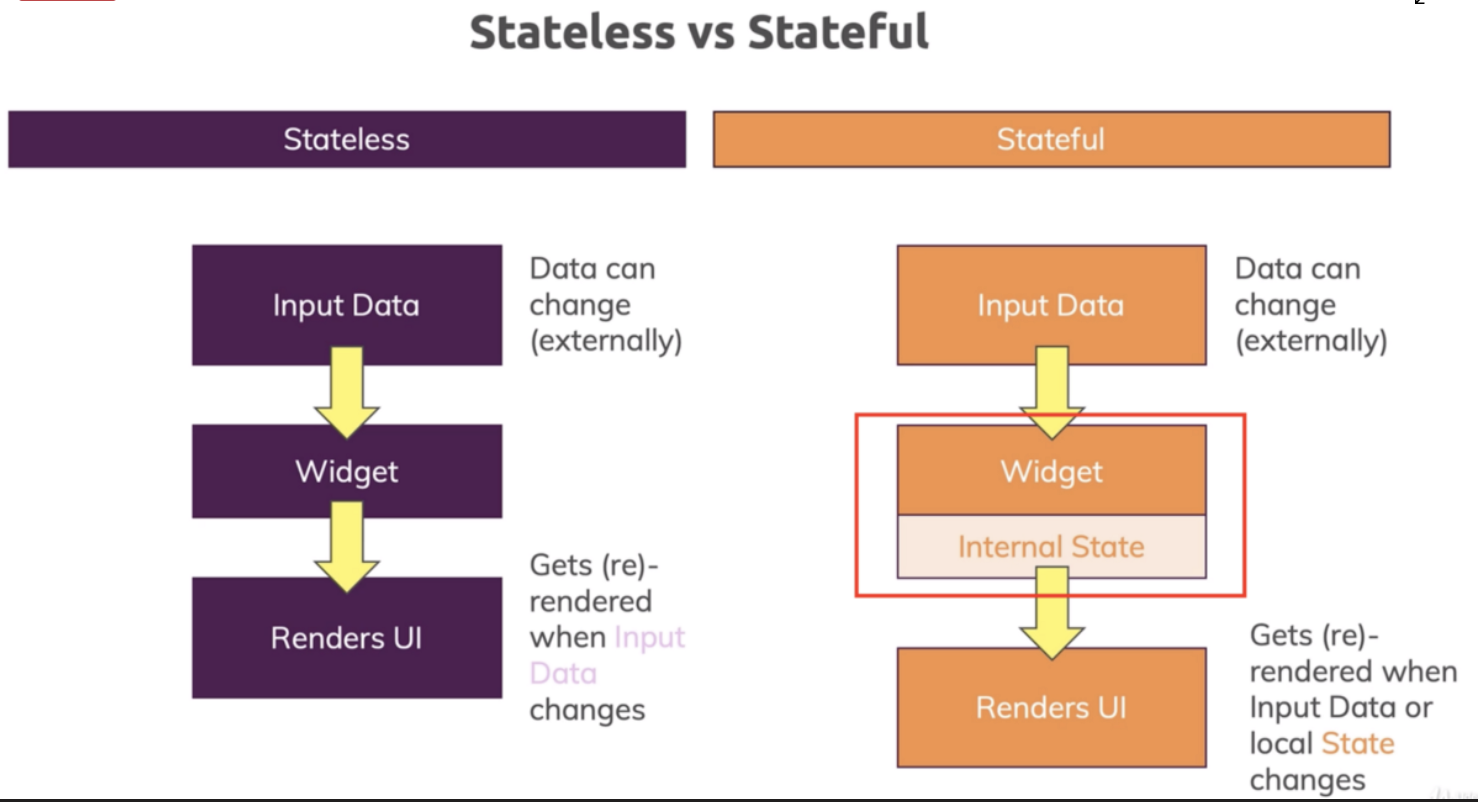 Stateless vs Stateful
Stateless
Input Data
Data can
change
(externally)
Widget
Renders UI
Gets (re)-
rendered
when Input
Data
changes
Stateful
Input Data
Data can
change
(externally)
Widget
Internal State
Renders UI
Gets (re)-
rendered when
Input Data or
local State
changes